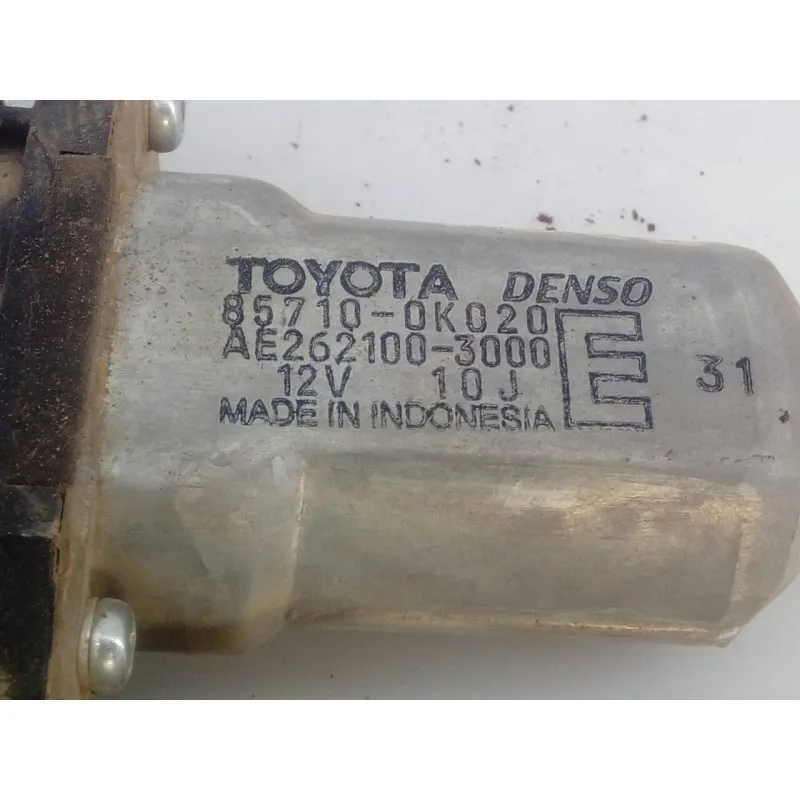 TOYOTA DENSO
85710-0K020
AE262100-3000
12V 10J
MADE IN INDONESIA
E
31